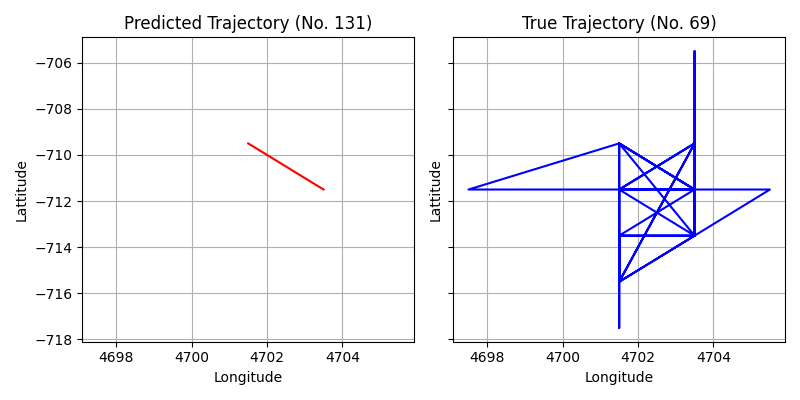 Predicted Trajectory (No. 131)
True Trajectory (No. 69)
Lattitude
−706
−708
−710
−712
−714
−716
−718
4698
4700
4702
4704
Longitude
Lattitude
4698
4700
4702
4704
Longitude